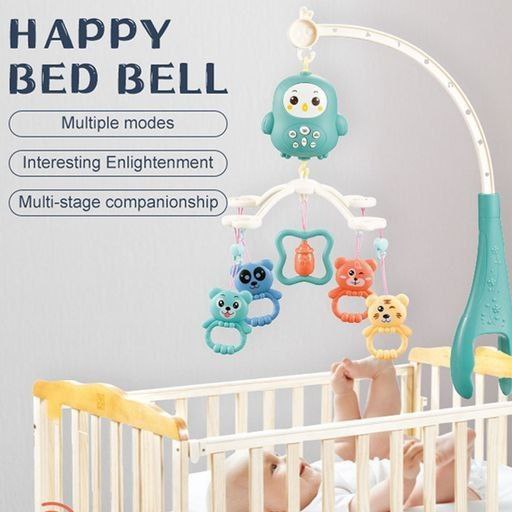 HAPPY
BED BELL
Multiple modes
Interesting Enlightenment
Multi-stage companionship